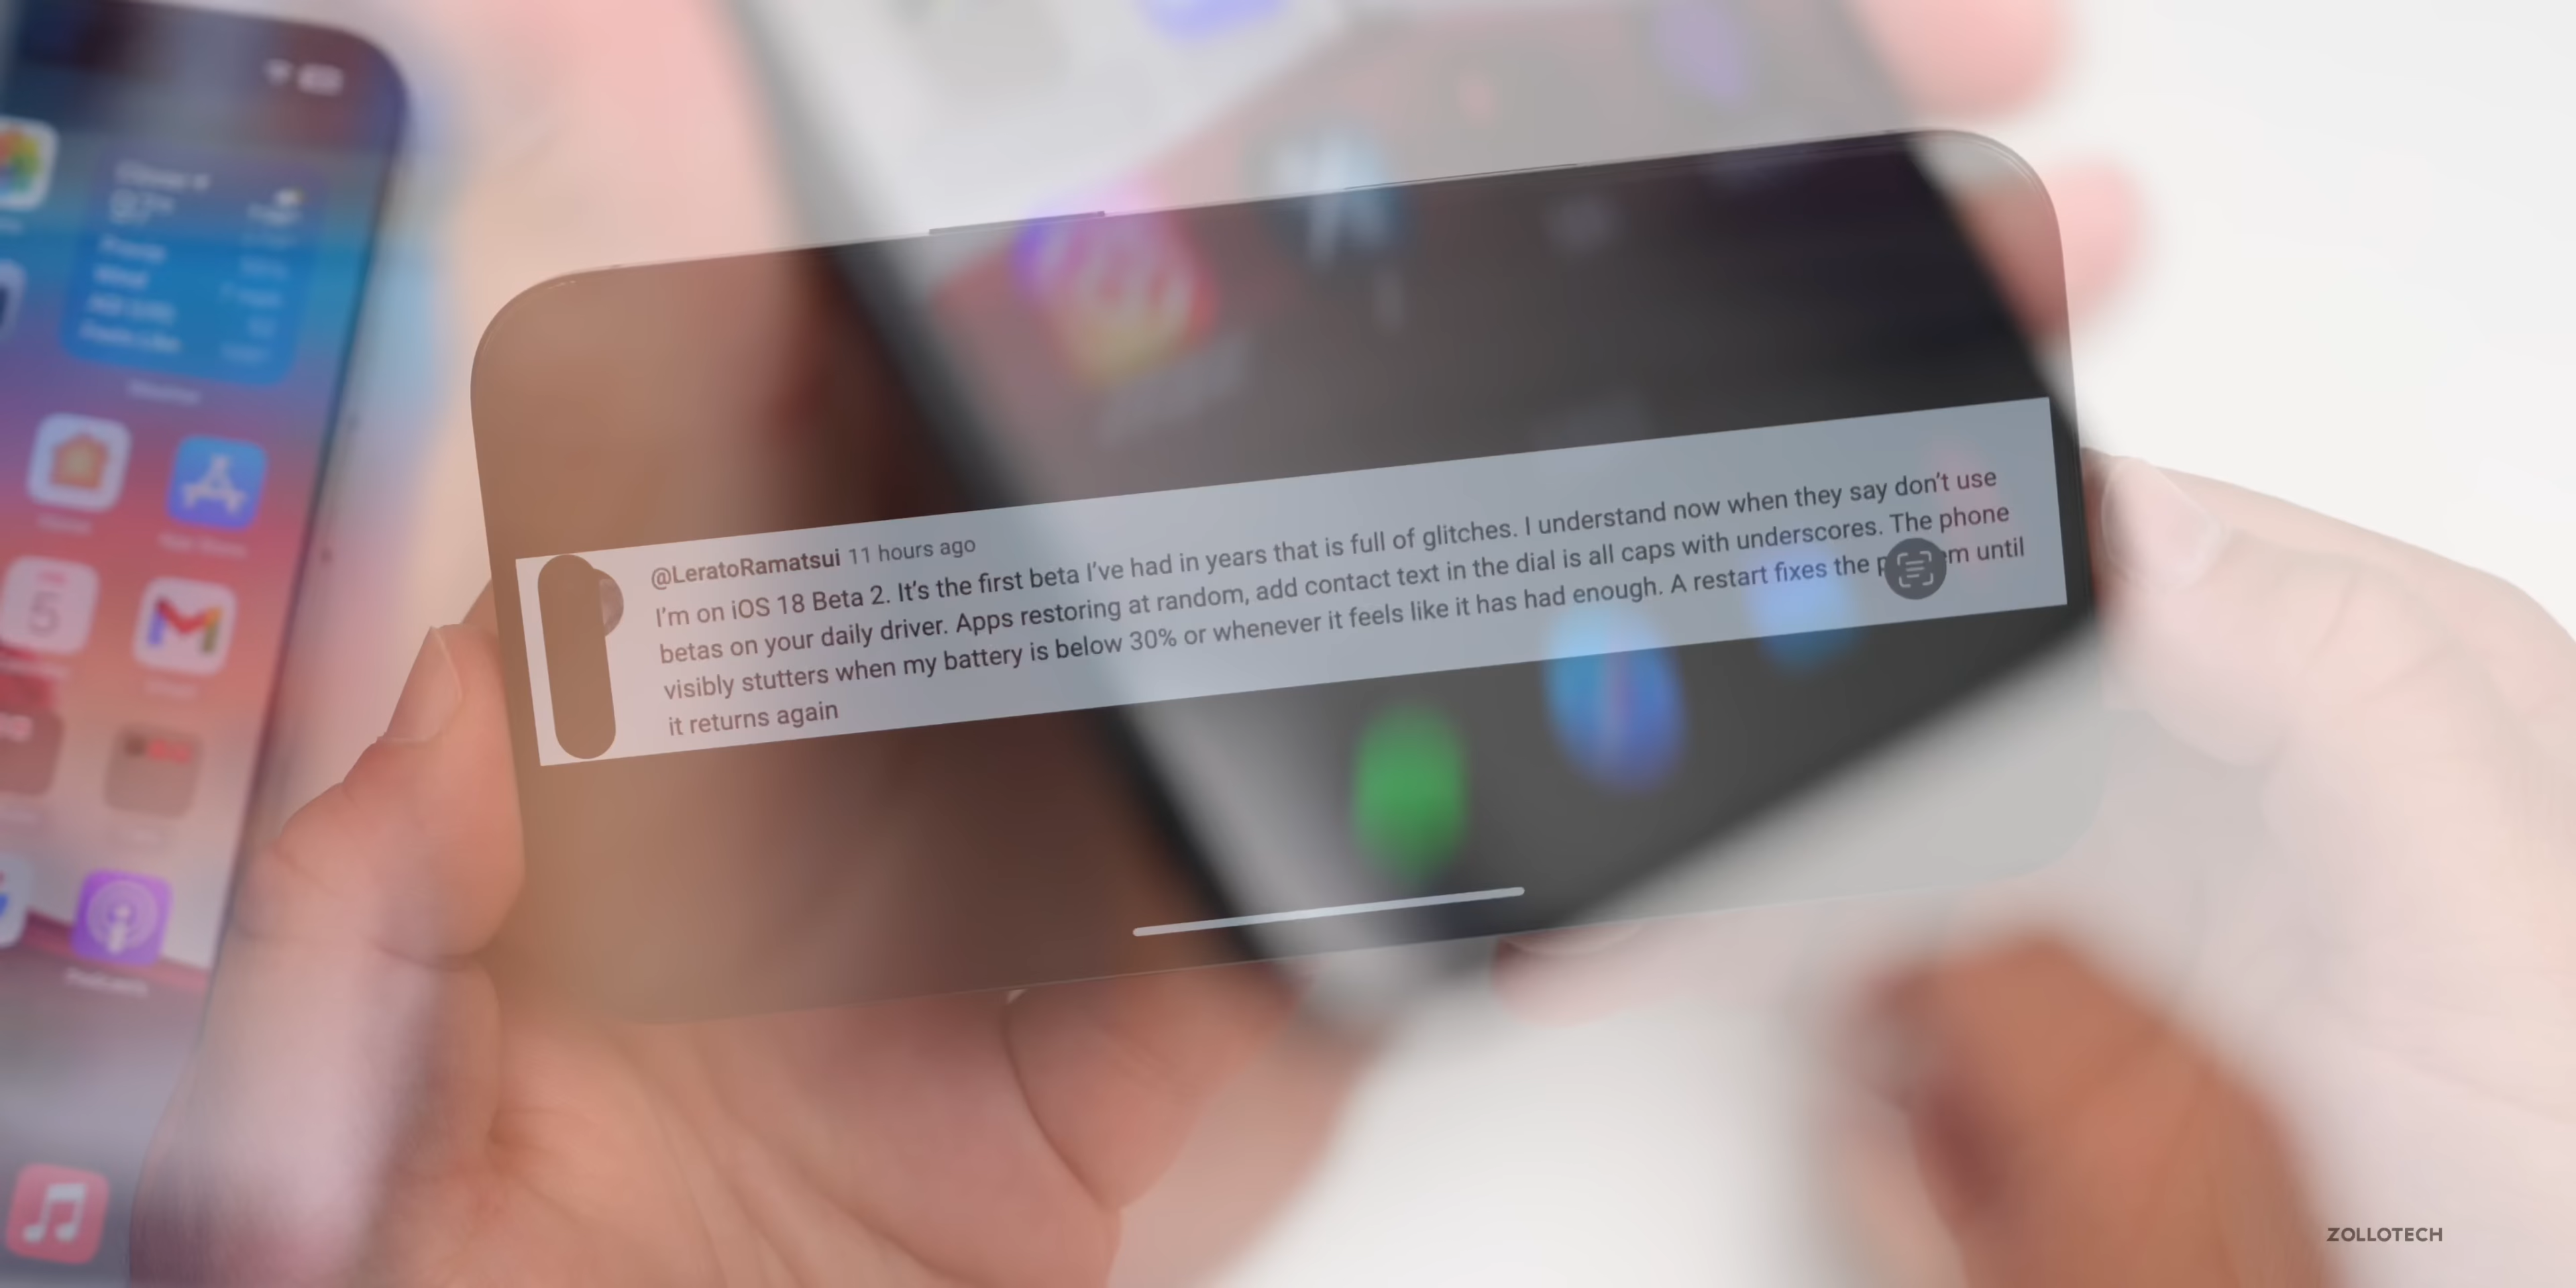 @LeratoRamatsui 11 hours ago
I'm on iOS 18 Beta 2. It's the first beta I've had in years that is full of glitches. I understand now when they say don't use
betas on your daily driver. Apps restoring at random, add contact text in the dial is all caps with underscores. The phone
visibly stutters when my battery is below 30% or whenever it feels like it has had enough. A restart fixes the until
it returns again
5
Podcasts
ZOLLOTECH